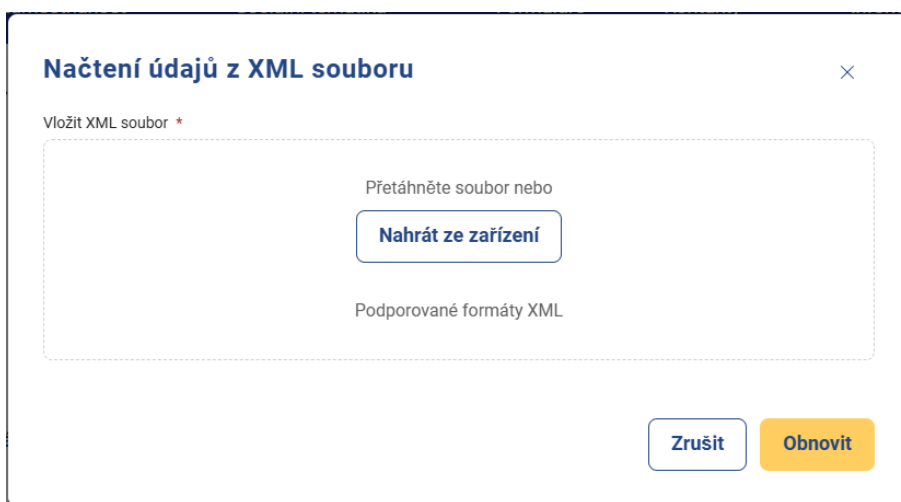 Načtení údajů z XML souboru
Vložit XML soubor *
Přetáhněte soubor nebo
Nahrát ze zařízení
Podporované formáty XML
Zrušit
Obnovit